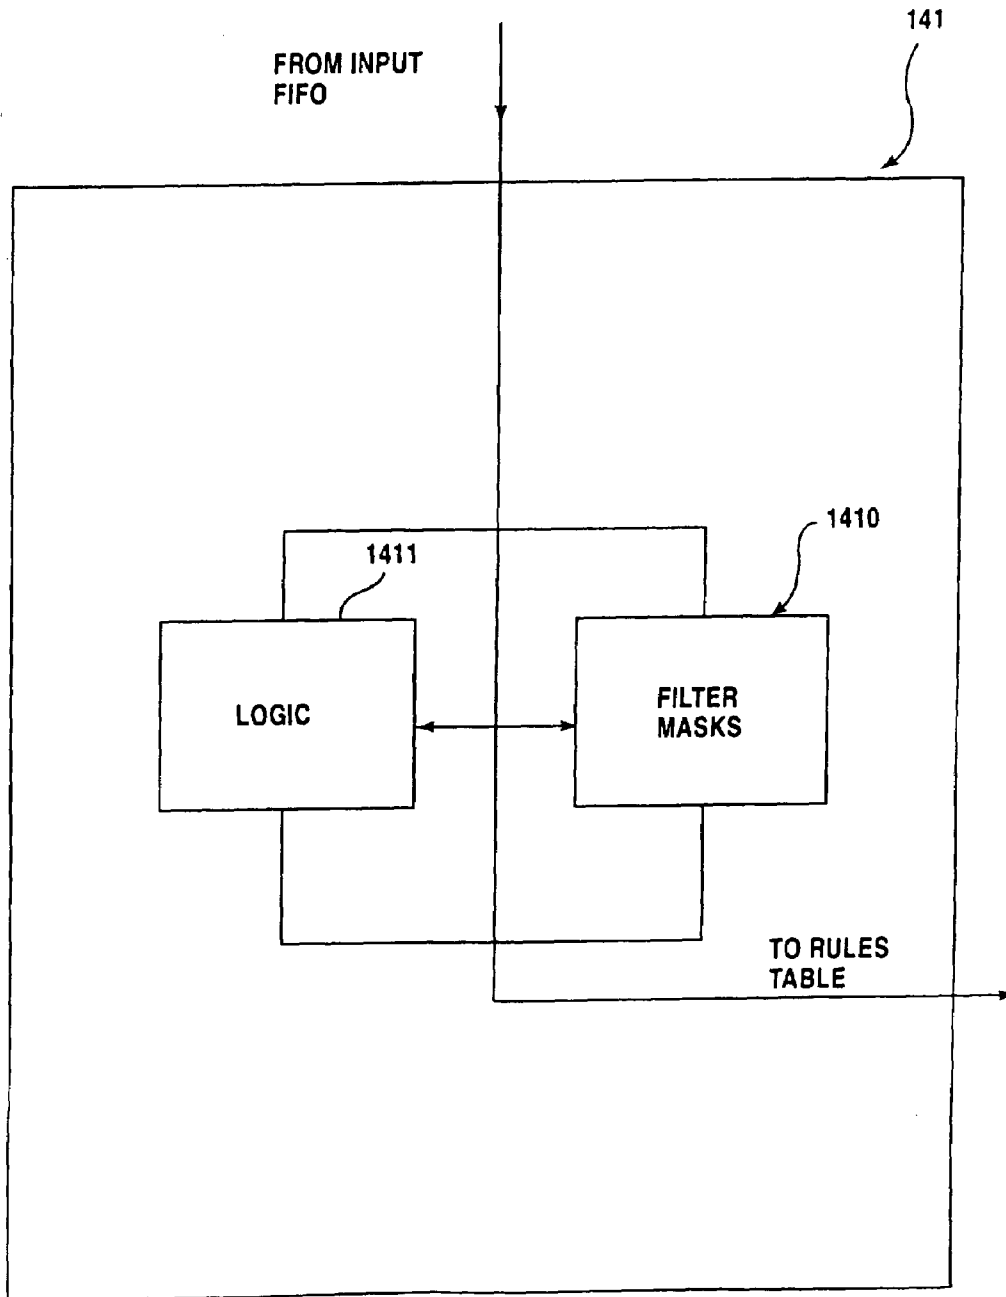 141
FROM INPUT
FIFO
1410
1411
LOGIC
FILTER
MASKS
TO RULES
TABLE